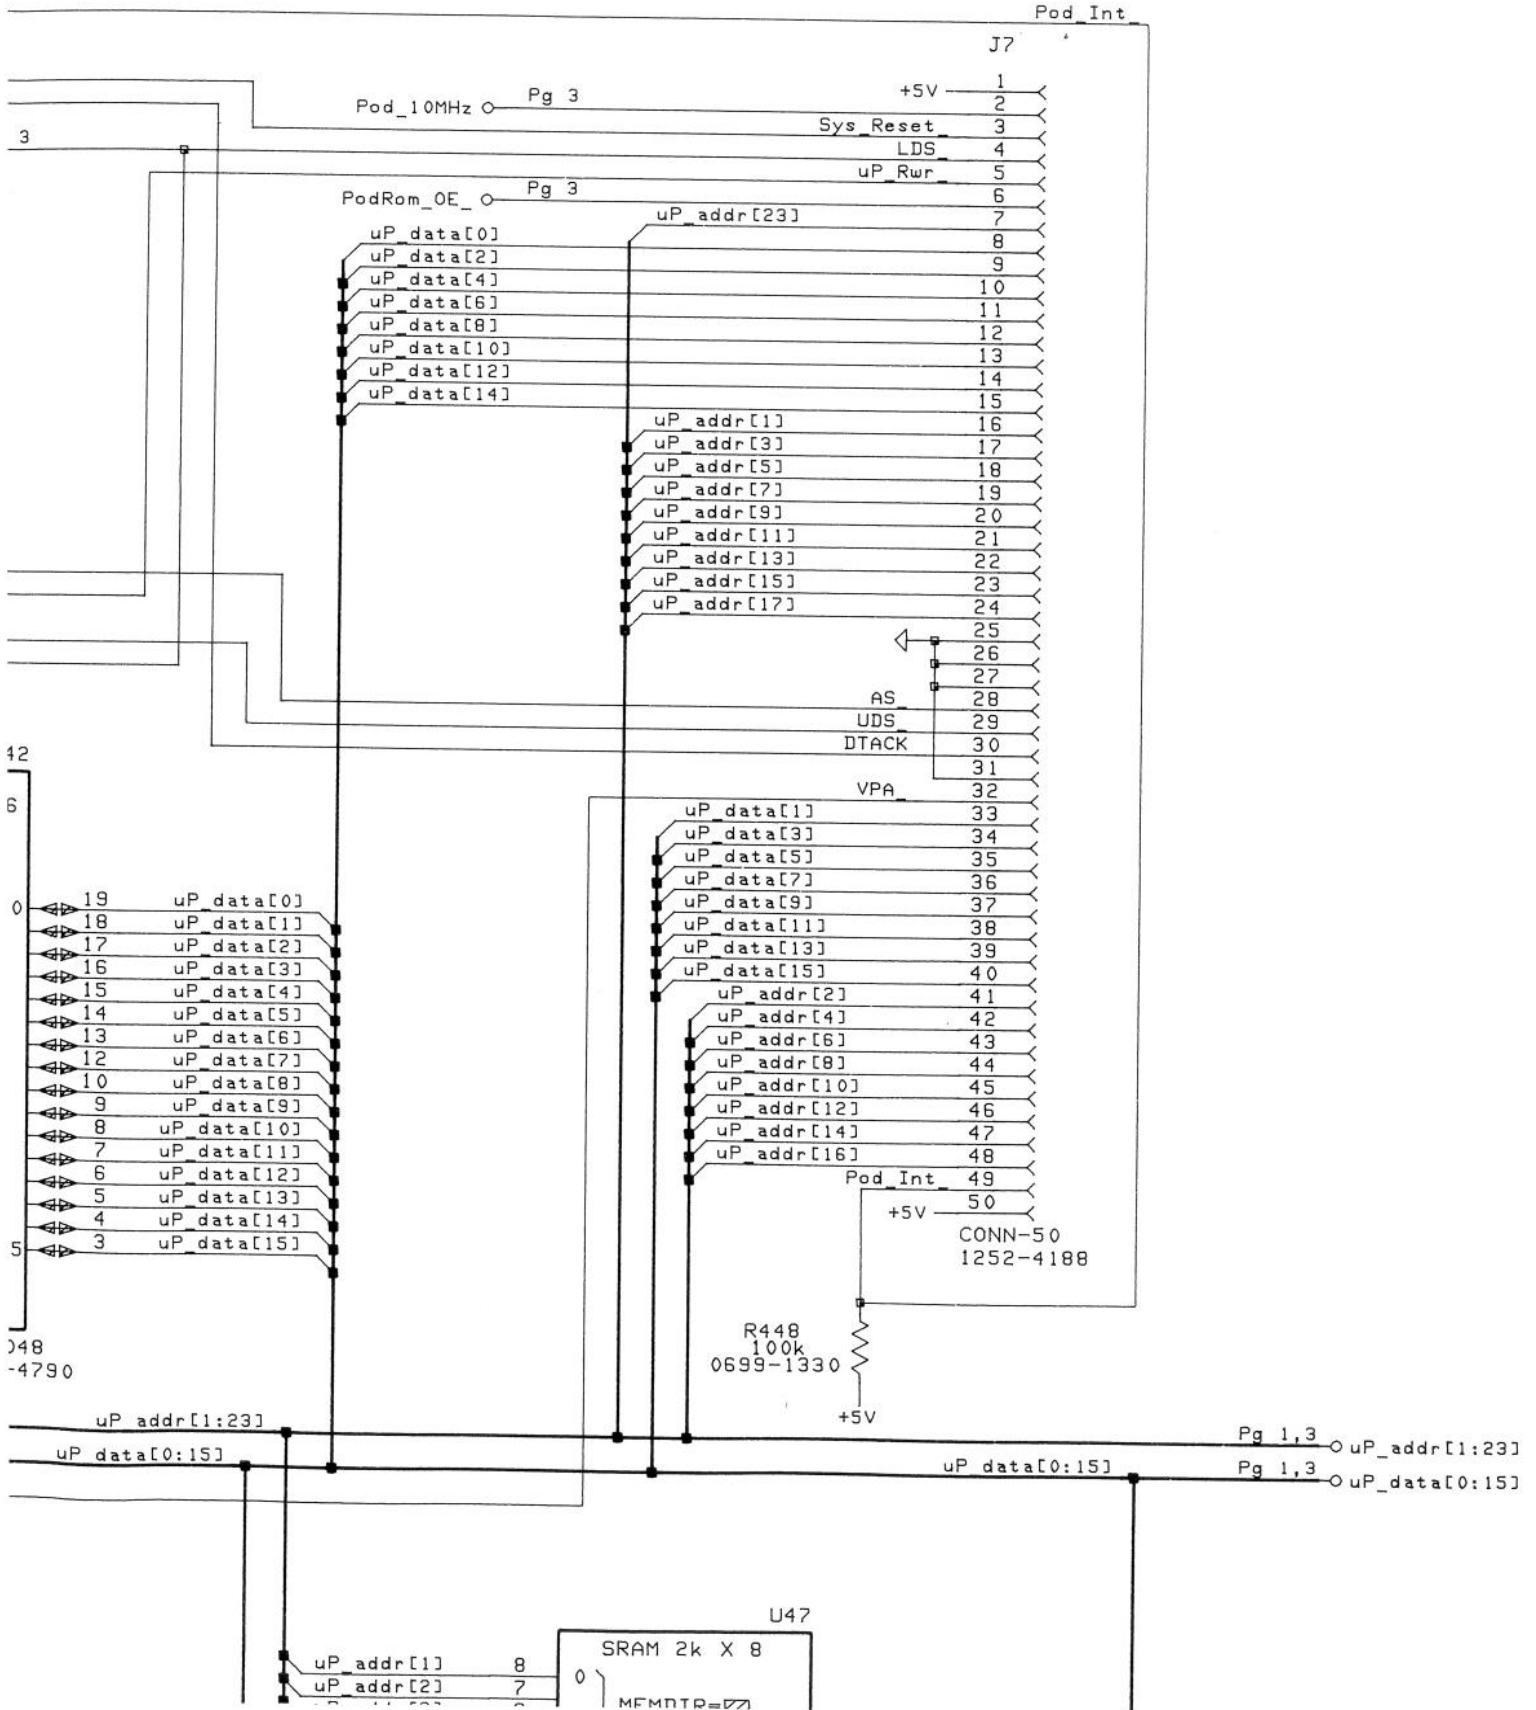 Pod_Int_
J7
+5V 1
Pod_10MHz Pg 3 2
Sys_Reset_ 3
3 LDS_ 4
uP_Rwr_ 5
PodRom_OE_ Pg 3 6
uP_addr[23] 7
uP_data[0] 8
uP_data[2] 9
uP_data[4] 10
uP_data[6] 11
uP_data[8] 12
uP_data[10] 13
uP_data[12] 14
uP_data[14] 15
uP_addr[1] 16
uP_addr[3] 17
uP_addr[5] 18
uP_addr[7] 19
uP_addr[9] 20
uP_addr[11] 21
uP_addr[13] 22
uP_addr[15] 23
uP_addr[17] 24
25
26
27
AS_ 28
UDS_ 29
DTACK 30
31
VPA_ 32
uP_data[1] 33
uP_data[3] 34
uP_data[5] 35
uP_data[7] 36
uP_data[9] 37
uP_data[11] 38
uP_data[13] 39
uP_data[15] 40
uP_addr[2] 41
uP_addr[4] 42
uP_addr[6] 43
uP_addr[8] 44
uP_addr[10] 45
uP_addr[12] 46
uP_addr[14] 47
uP_addr[16] 48
Pod_Int_ 49
+5V 50
CONN-50
1252-4188
42
6
0 19 uP_data[0]
18 uP_data[1]
17 uP_data[2]
16 uP_data[3]
15 uP_data[4]
14 uP_data[5]
13 uP_data[6]
12 uP_data[7]
10 uP_data[8]
9 uP_data[9]
8 uP_data[10]
7 uP_data[11]
6 uP_data[12]
5 uP_data[13]
4 uP_data[14]
5 3 uP_data[15]
048
-4790
R448
100k
0699-1330
+5V
uP_addr[1:23] Pg 1,3 uP_addr[1:23]
uP_data[0:15] uP_data[0:15] Pg 1,3 uP_data[0:15]
U47
SRAM 2k X 8
uP_addr[1] 8 0
uP_addr[2] 7
MEMDIR=